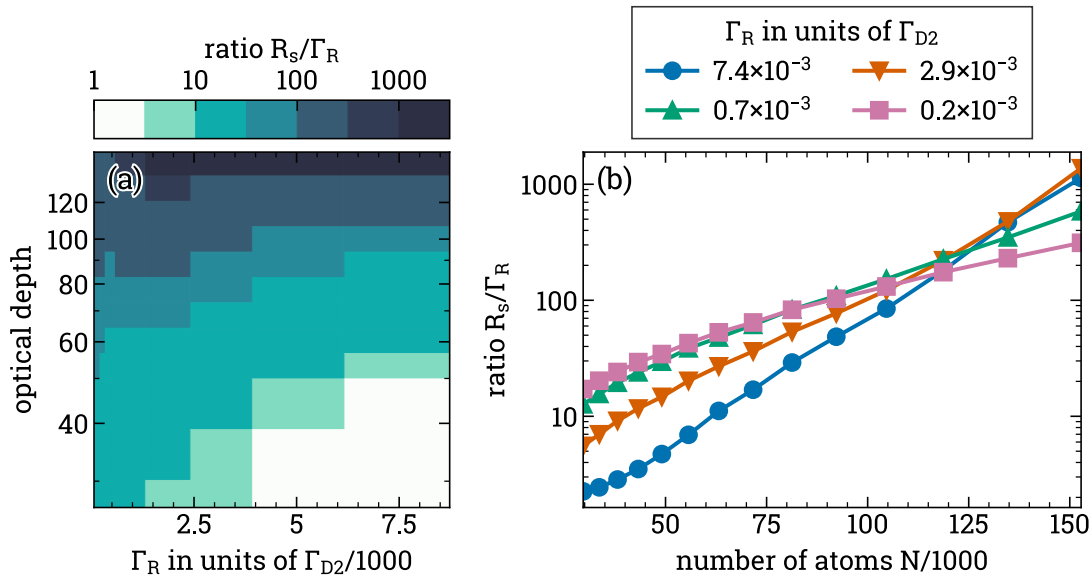 ratio R_s/Γ_R
1 10 100 1000
(a)
optical depth
120
100
80
60
40
2.5 5 7.5
Γ_R in units of Γ_D2/1000
Γ_R in units of Γ_D2
7.4×10⁻³ 2.9×10⁻³
0.7×10⁻³ 0.2×10⁻³
(b)
ratio R_s/Γ_R
1000
100
10
50 75 100 125 150
number of atoms N/1000